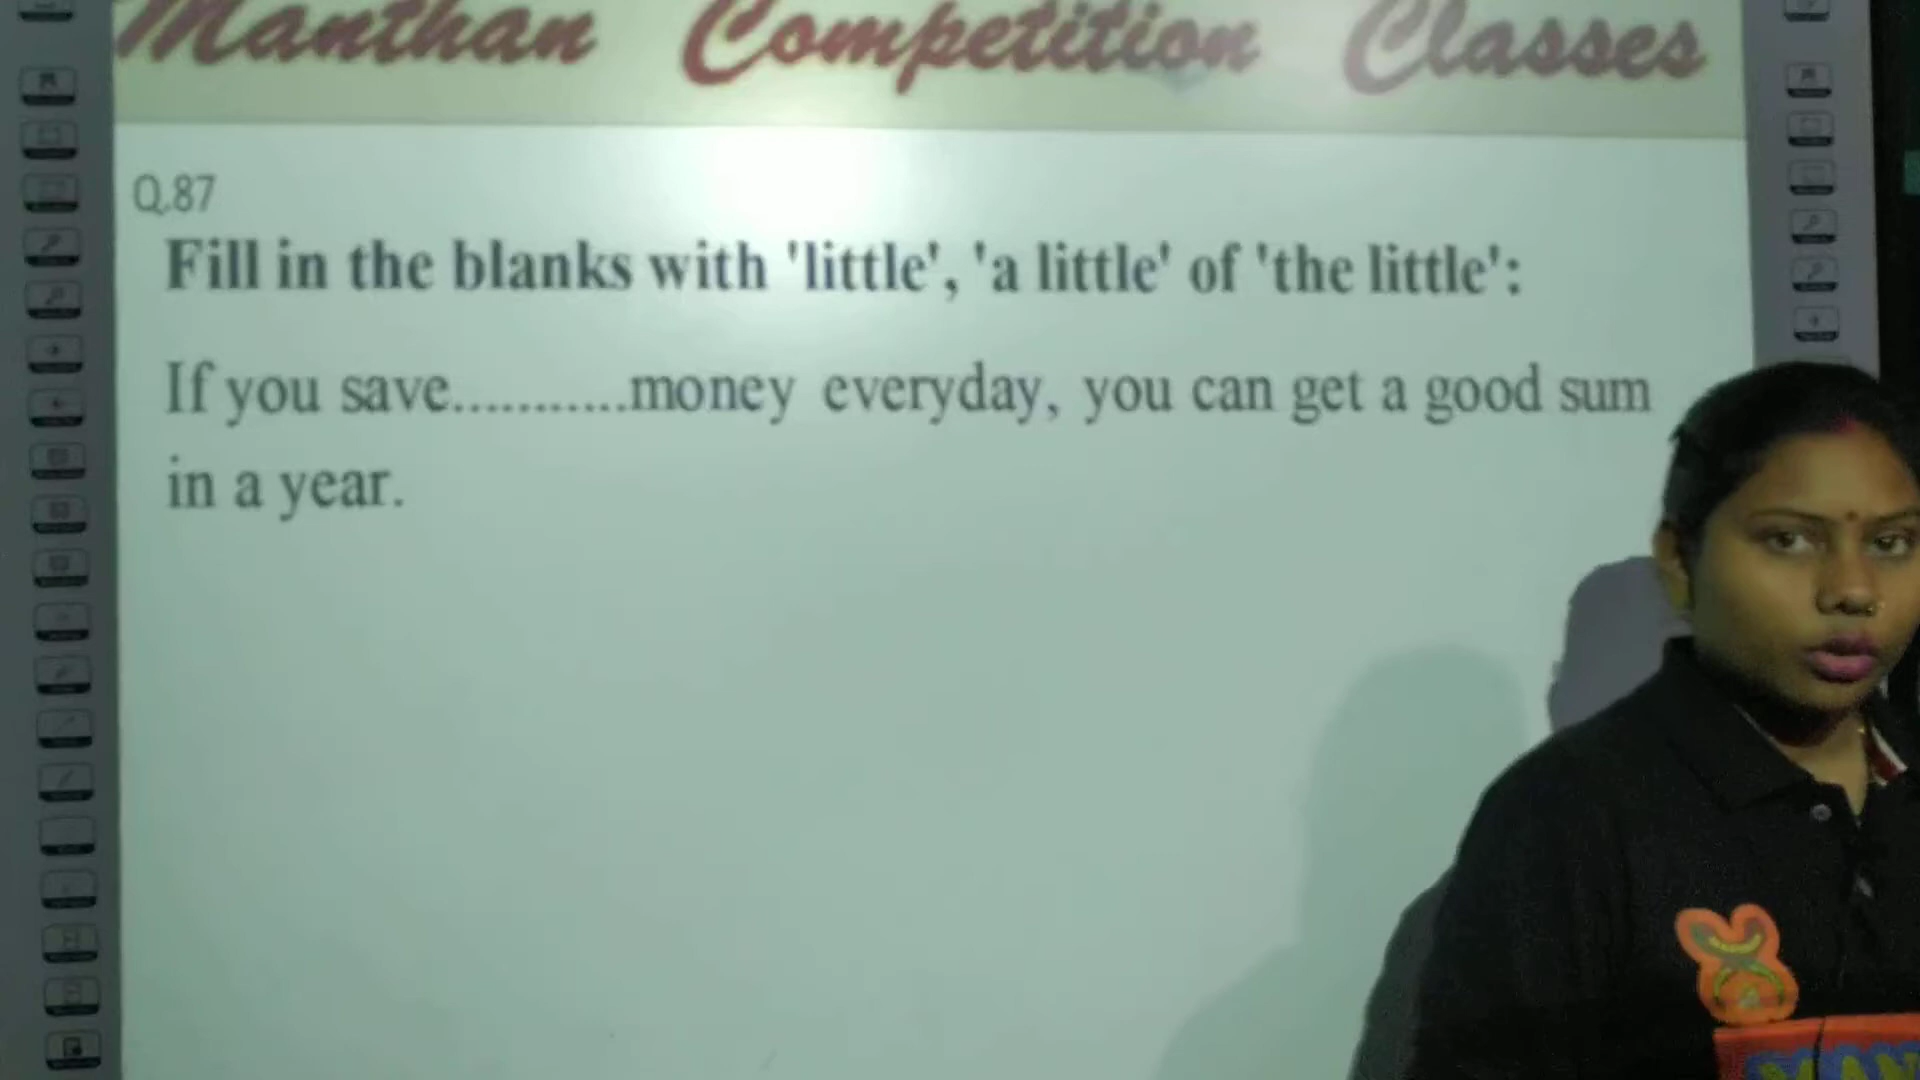 Manthan Competition Classes
Q.87
Fill in the blanks with 'little', 'a little' of 'the little':
If you save...........money everyday, you can get a good sum
in a year.